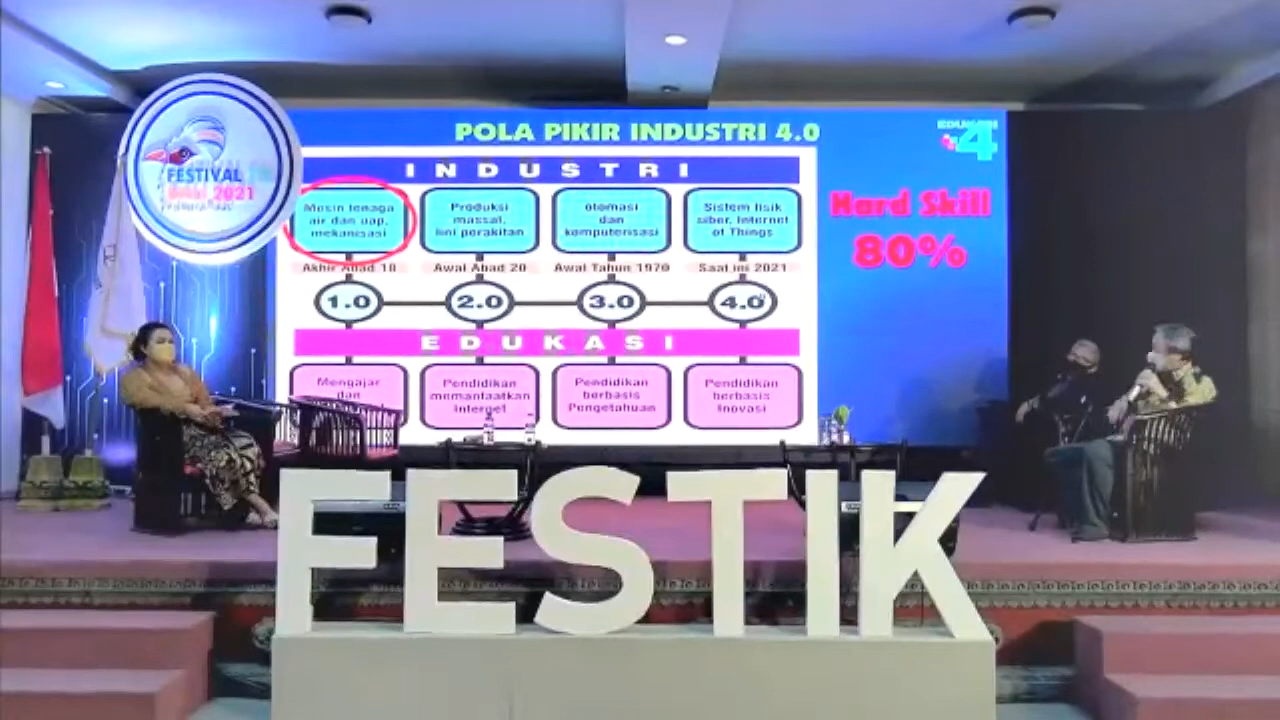 POLA PIKIR INDUSTRI 4.0
EDUKASI
4
INDUSTRI
Mesin tenaga
air dan uap,
mekanisasi
Produksi
massal,
lini perakitan
otomasi
dan
komputerisasi
Sistem fisik
siber, Internet
of Things
Hard Skill
80%
Akhir Abad 18
Awal Abad 20
Awal Tahun 1970
Saat ini 2021
1.0
2.0
3.0
4.0
EDUKASI
Mengajar
dan
Pendidikan
memanfaatkan
Internet
Pendidikan
berbasis
Pengetahuan
Pendidikan
berbasis
Inovasi
FESTIVAL
2021
FESTIK